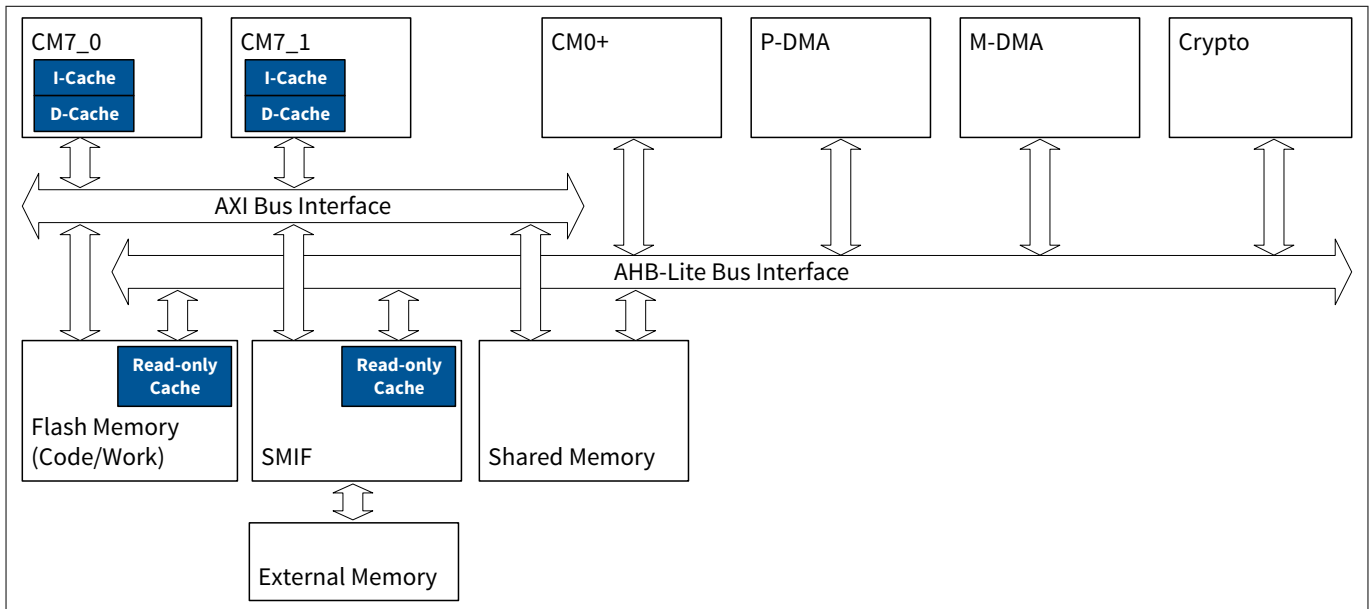 CM7_0
I-Cache
D-Cache
CM7_1
I-Cache
D-Cache
CM0+
P-DMA
M-DMA
Crypto
AXI Bus Interface
AHB-Lite Bus Interface
Read-only
Cache
Flash Memory
(Code/Work)
Read-only
Cache
SMIF
Shared Memory
External Memory